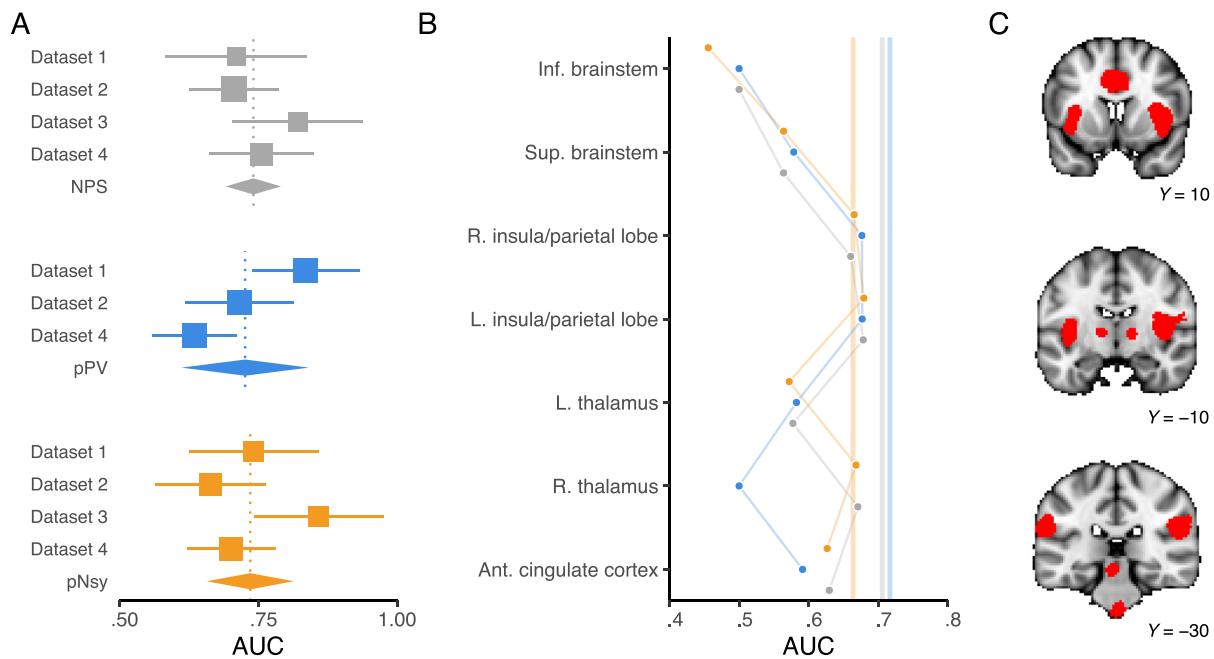 A
Dataset 1
Dataset 2
Dataset 3
Dataset 4
NPS
Dataset 1
Dataset 2
Dataset 4
pPV
Dataset 1
Dataset 2
Dataset 3
Dataset 4
pNsy
.50
.75
1.00
AUC
B
Inf. brainstem
Sup. brainstem
R. insula/parietal lobe
L. insula/parietal lobe
L. thalamus
R. thalamus
Ant. cingulate cortex
.4
.5
.6
.7
.8
AUC
C
Y = 10
Y = −10
Y = −30